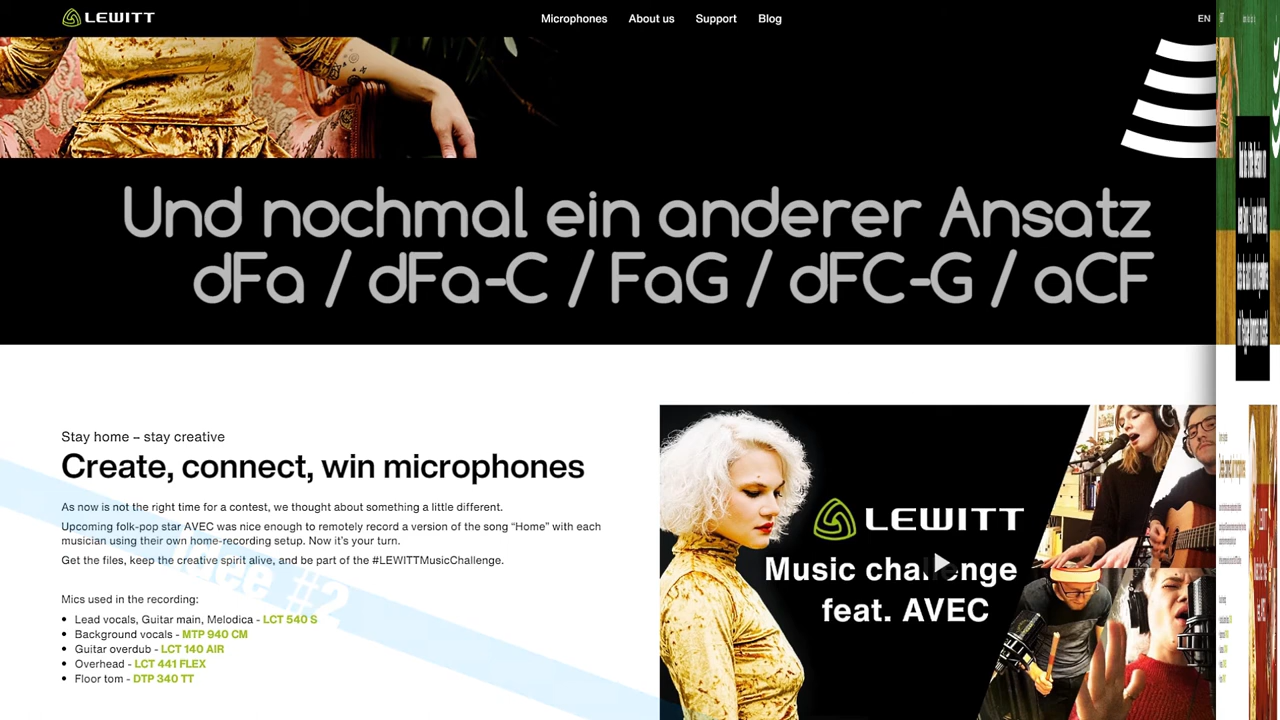 LEWITT
Microphones About us Support Blog
EN
Und nochmal ein anderer Ansatz
dFa / dFa-C / FaG / dFC-G / aCF
Stay home – stay creative
Create, connect, win microphones
As now is not the right time for a contest, we thought about something a little different.
Upcoming folk-pop star AVEC was nice enough to remotely record a version of the song “Home” with each
musician using their own home-recording setup. Now it’s your turn.
Get the files, keep the creative spirit alive, and be part of the #LEWITTMusicChallenge.
Idee #2
Mics used in the recording:
Lead vocals, Guitar main, Melodica - LCT 540 S
Background vocals - MTP 940 CM
Guitar overdub - LCT 140 AIR
Overhead - LCT 441 FLEX
Floor tom - DTP 340 TT
LEWITT
Music challenge
feat. AVEC